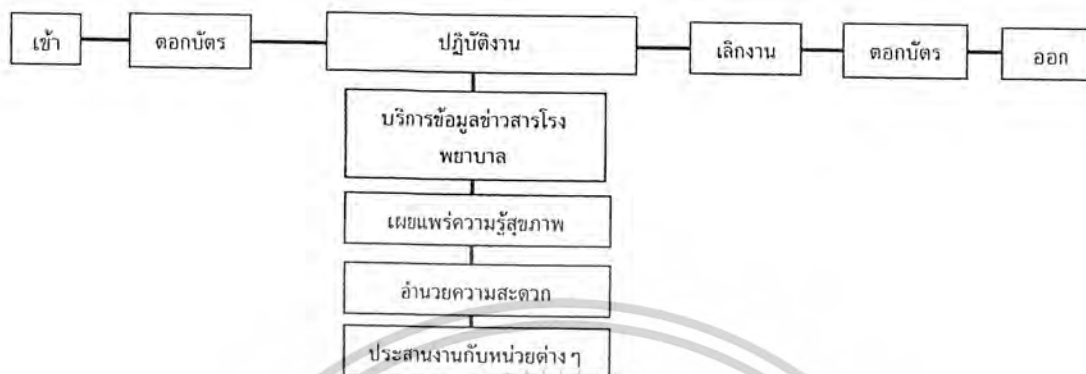 เข้า
ตอกบัตร
ปฏิบัติงาน
เลิกงาน
ตอกบัตร
ออก
บริการข้อมูลข่าวสารโรง
พยาบาล
เผยแพร่ความรู้สุขภาพ
อำนวยความสะดวก
ประสานงานกับหน่วยต่าง ๆ